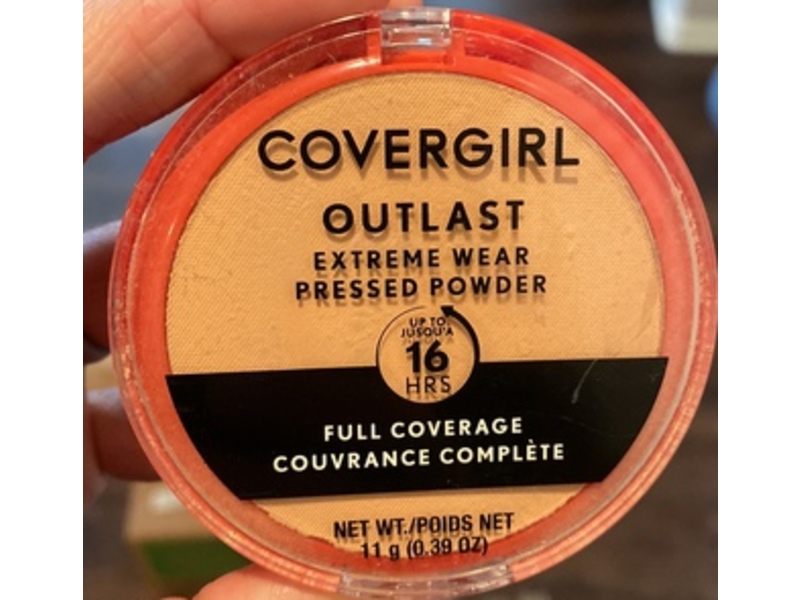 COVERGIRL
OUTLAST
EXTREME WEAR
PRESSED POWDER
UP TO
JUSQU'A
16
HRS
FULL COVERAGE
COUVRANCE COMPLÈTE
NET WT./POIDS NET
11 g (0.39 OZ)